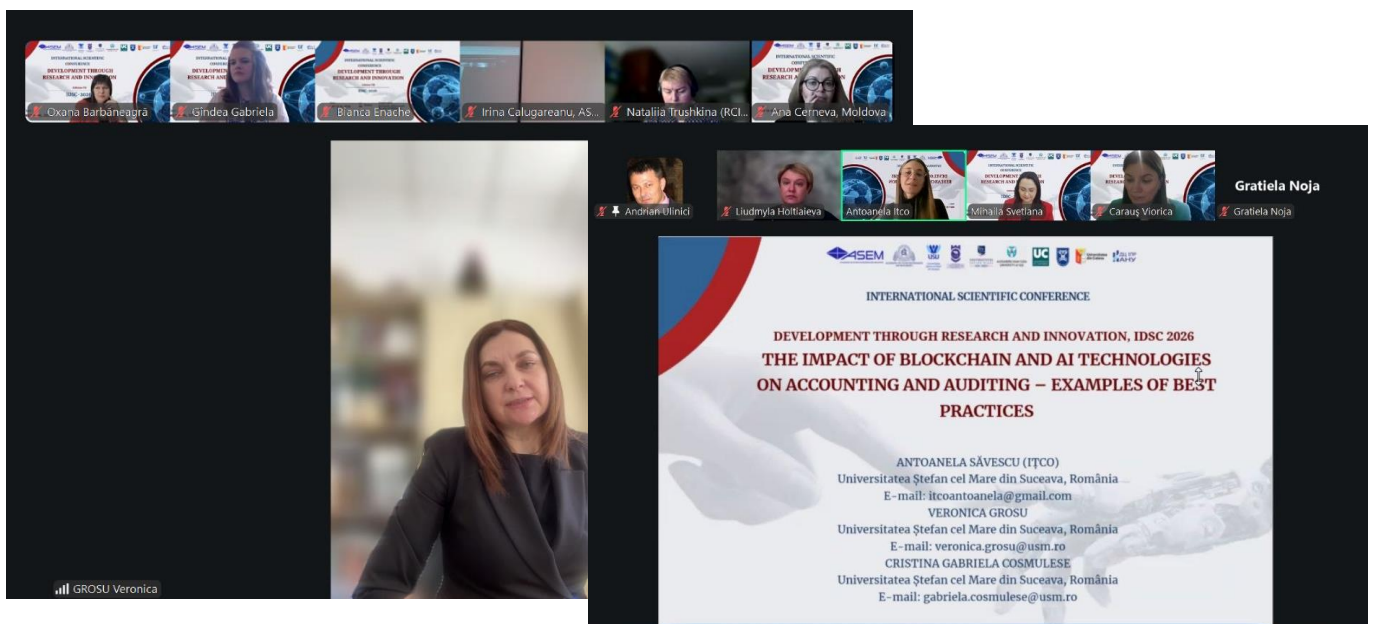 Oxana Barbăneagră
Gîndea Gabriela
Bianca Enache
Irina Calugareanu, AS...
Nataliia Trushkina (RCI...
Ana Cerneva, Moldova
GROSU Veronica
Andrian Ulinici
Liudmyla Holtiaieva
Antoanela Itco
Mihaila Svetlana
Carauș Viorica
Gratiela Noja
Gratiela Noja
ASEM
USU
UC
INTERNATIONAL SCIENTIFIC CONFERENCE
DEVELOPMENT THROUGH RESEARCH AND INNOVATION, IDSC 2026
THE IMPACT OF BLOCKCHAIN AND AI TECHNOLOGIES
ON ACCOUNTING AND AUDITING – EXAMPLES OF BEST
PRACTICES
ANTOANELA SĂVESCU (IȚCO)
Universitatea Ștefan cel Mare din Suceava, România
E-mail: itcoantoanela@gmail.com
VERONICA GROSU
Universitatea Ștefan cel Mare din Suceava, România
E-mail: veronica.grosu@usm.ro
CRISTINA GABRIELA COSMULESE
Universitatea Ștefan cel Mare din Suceava, România
E-mail: gabriela.cosmulese@usm.ro